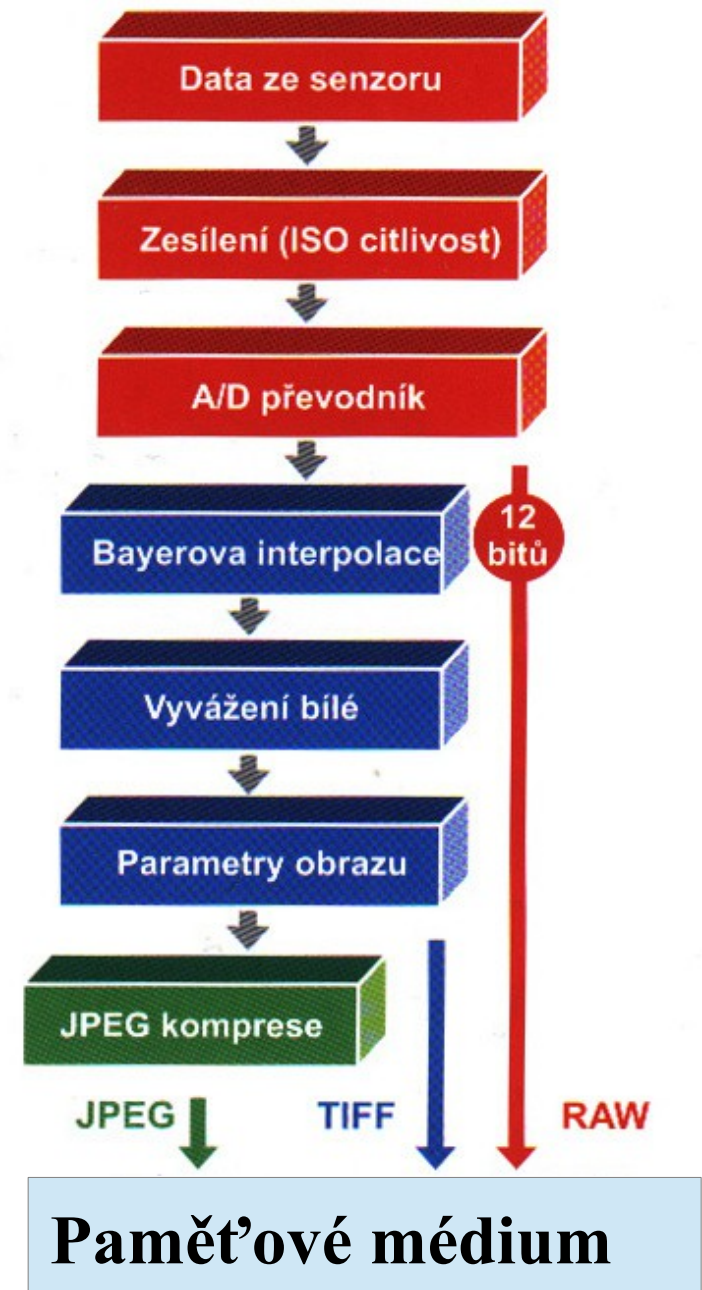 Data ze senzoru
Zesílení (ISO citlivost)
A/D převodník
Bayerova interpolace
12
bitů
Vyvážení bílé
Parametry obrazu
JPEG komprese
JPEG
TIFF
RAW
Paměťové médium